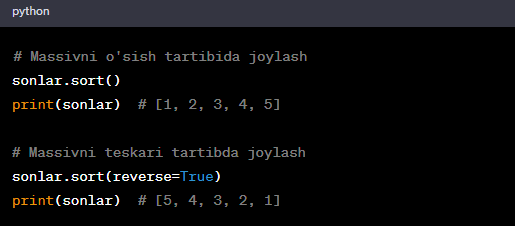 python
# Massivni o'sish tartibida joylash
sonlar.sort()
print(sonlar)  # [1, 2, 3, 4, 5]
# Massivni teskari tartibda joylash
sonlar.sort(reverse=True)
print(sonlar)  # [5, 4, 3, 2, 1]